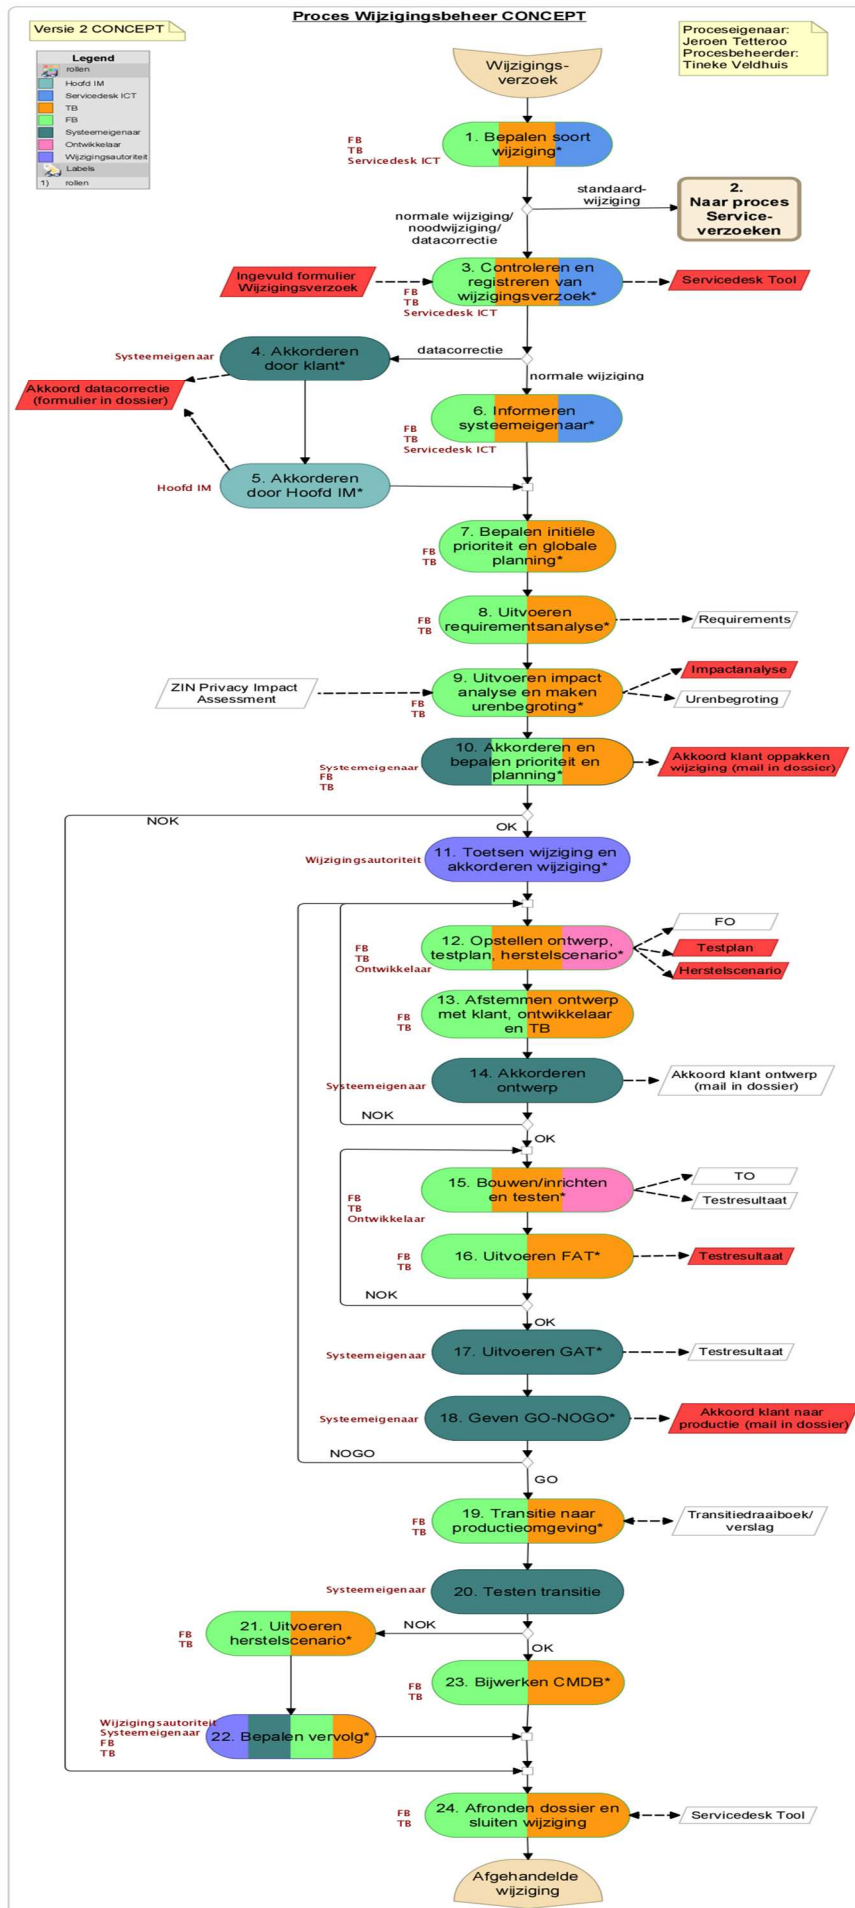 Proces Wijzigingsbeheer CONCEPT
Versie 2 CONCEPT
Proceseigenaar:
Jeroen Tetteroo
Procesbeheerder:
Tineke Veldhuis
Legend
rollen
Hoofd IM
Servicedesk ICT
TB
FB
Systeemeigenaar
Ontwikkelaar
Wijzigingsautoriteit
Labels
1) rollen
Wijzigings-
verzoek
FB
TB
Servicedesk ICT
1. Bepalen soort
wijziging*
standaard-
wijziging
2.
Naar proces
Service-
verzoeken
normale wijziging/
noodwijziging/
datacorrectie
Ingevuld formulier
Wijzigingsverzoek
FB
TB
Servicedesk ICT
3. Controleren en
registreren van
wijzigingsverzoek*
Servicedesk Tool
Systeemeigenaar
4. Akkorderen
door klant*
datacorrectie
normale wijziging
Akkoord datacorrectie
(formulier in dossier)
FB
TB
Servicedesk ICT
6. Informeren
systeemeigenaar*
Hoofd IM
5. Akkorderen
door Hoofd IM*
FB
TB
7. Bepalen initiële
prioriteit en globale
planning*
FB
TB
8. Uitvoeren
requirementsanalyse*
Requirements
ZIN Privacy Impact
Assessment
FB
TB
9. Uitvoeren impact
analyse en maken
urenbegroting*
Impactanalyse
Urenbegroting
Systeemeigenaar
FB
TB
10. Akkorderen en
bepalen prioriteit en
planning*
Akkoord klant oppakken
wijziging (mail in dossier)
NOK
OK
Wijzigingsautoriteit
11. Toetsen wijziging en
akkorderen wijziging*
FB
TB
Ontwikkelaar
12. Opstellen ontwerp,
testplan, herstelscenario*
FO
Testplan
Herstelscenario
FB
TB
13. Afstemmen ontwerp
met klant, ontwikkelaar
en TB
Systeemeigenaar
14. Akkorderen
ontwerp
Akkoord klant ontwerp
(mail in dossier)
NOK
OK
FB
TB
Ontwikkelaar
15. Bouwen/inrichten
en testen*
TO
Testresultaat
FB
TB
16. Uitvoeren FAT*
Testresultaat
NOK
OK
Systeemeigenaar
17. Uitvoeren GAT*
Testresultaat
Systeemeigenaar
18. Geven GO-NOGO*
Akkoord klant naar
productie (mail in dossier)
NOGO
GO
FB
TB
19. Transitie naar
productieomgeving*
Transitiedraaiboek/
verslag
Systeemeigenaar
20. Testen transitie
FB
TB
21. Uitvoeren
herstelscenario*
NOK
OK
FB
TB
23. Bijwerken CMDB*
Wijzigingsautoriteit
Systeemeigenaar
FB
TB
22. Bepalen vervolg*
FB
TB
24. Afronden dossier en
sluiten wijziging
Servicedesk Tool
Afgehandelde
wijziging